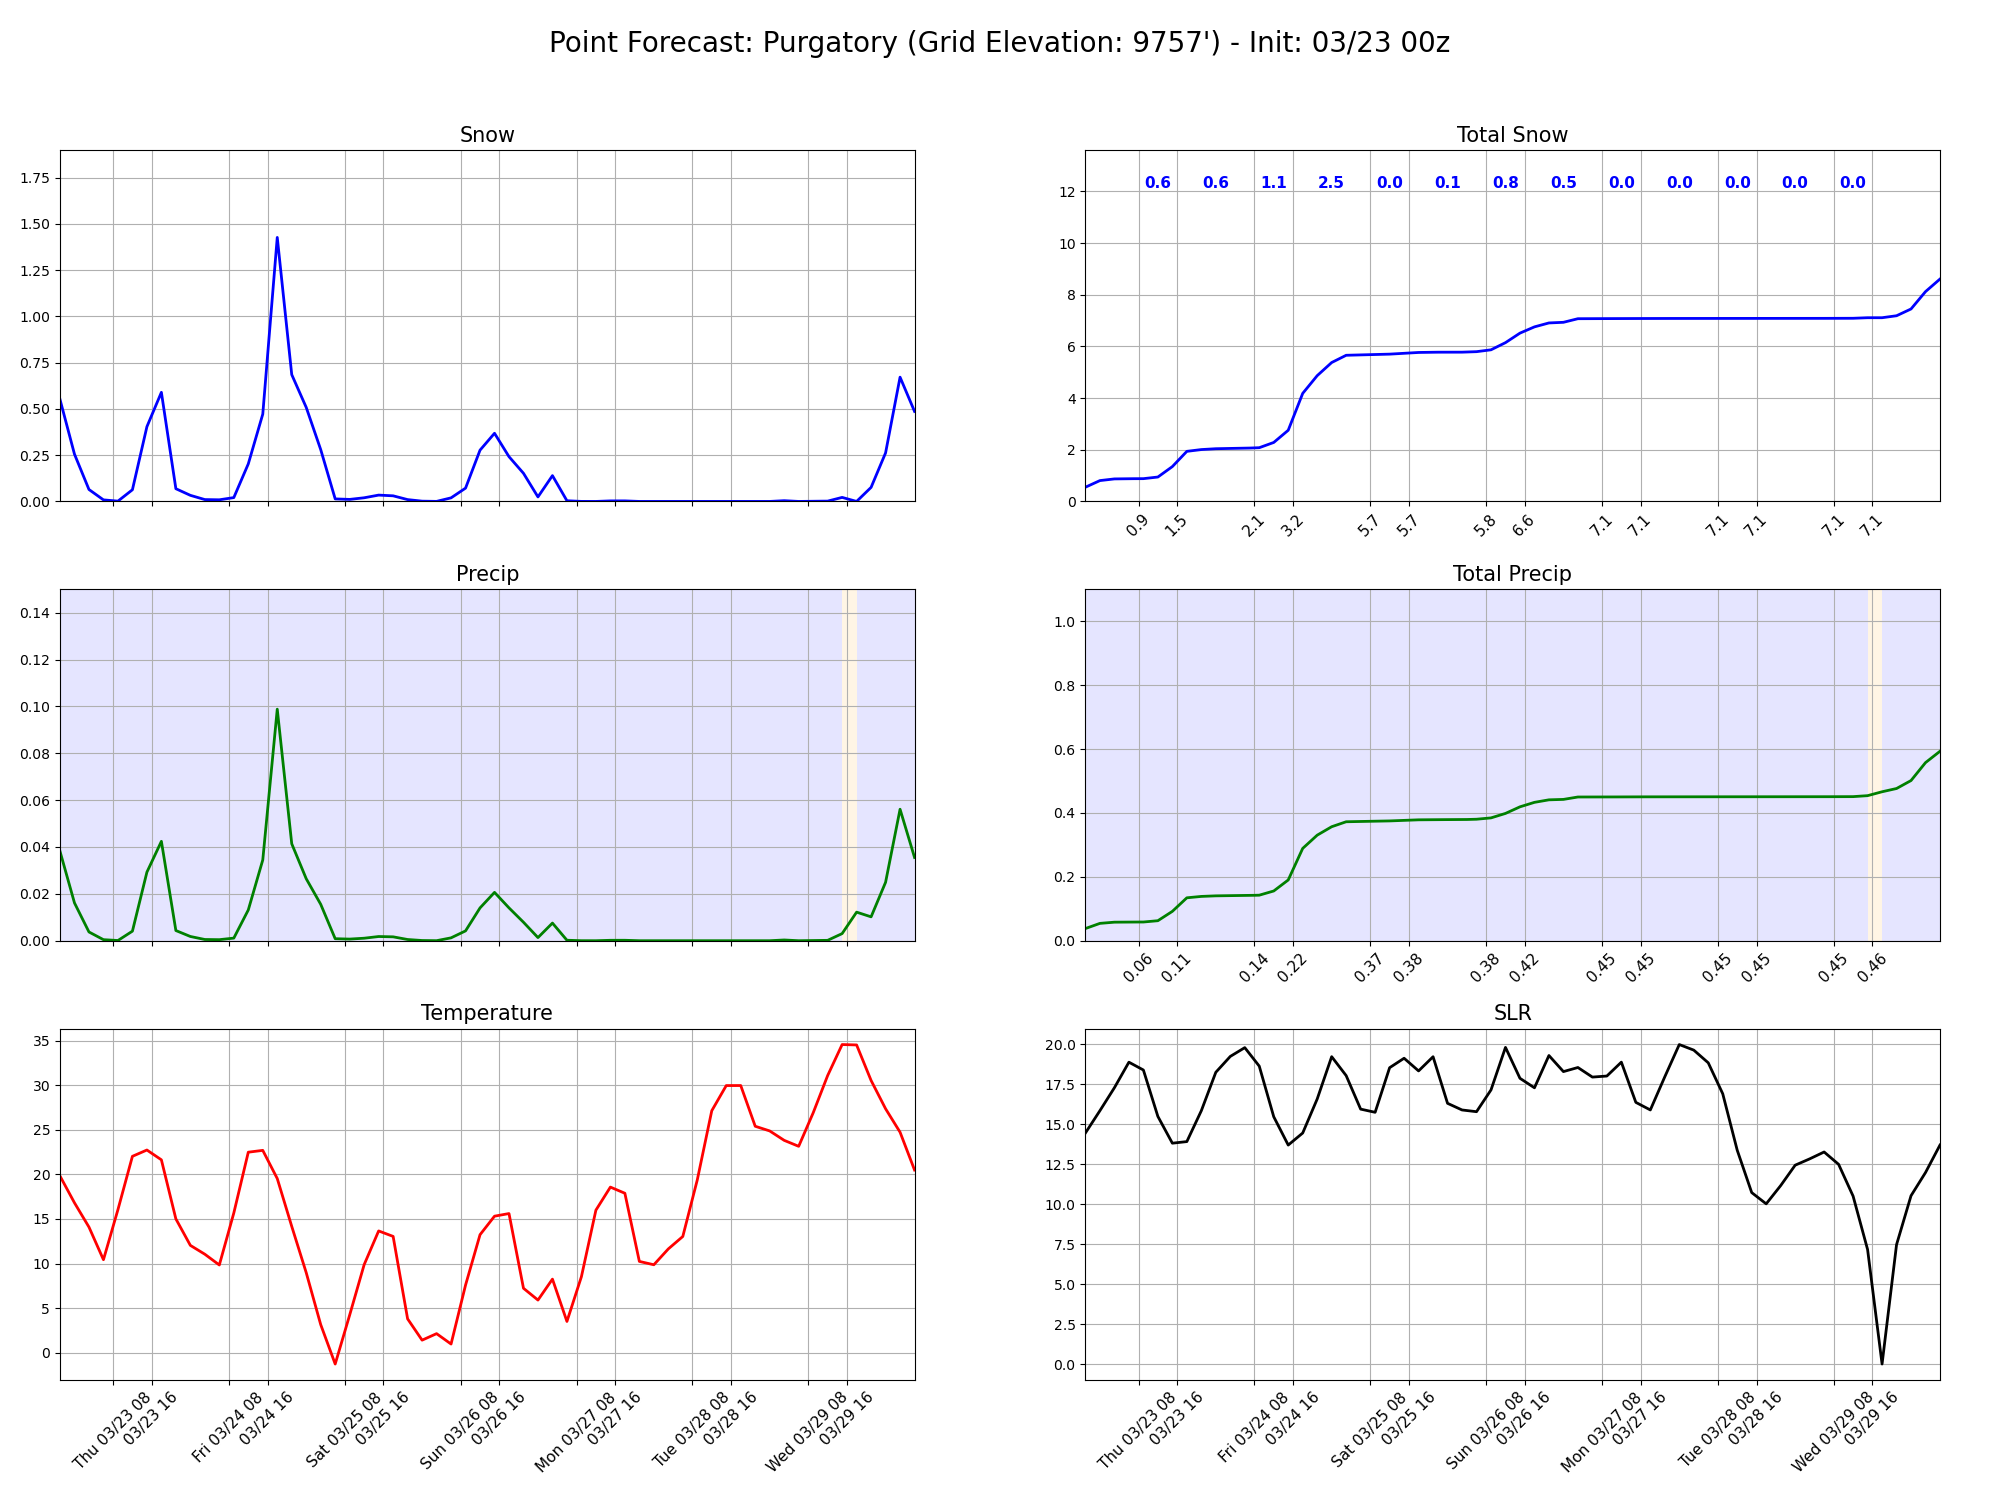 Point Forecast: Purgatory (Grid Elevation: 9757') - Init: 03/23 00z
Snow
1.75
1.50
1.25
1.00
0.75
0.50
0.25
0.00
Total Snow
0.6 0.6 1.1 2.5 0.0 0.1 0.8 0.5 0.0 0.0 0.0 0.0 0.0
12
10
8
6
4
2
0
0.9 1.5 2.1 3.2 5.7 5.7 5.8 6.6 7.1 7.1 7.1 7.1 7.1 7.1
Precip
0.14
0.12
0.10
0.08
0.06
0.04
0.02
0.00
Total Precip
1.0
0.8
0.6
0.4
0.2
0.0
0.06 0.11 0.14 0.22 0.37 0.38 0.38 0.42 0.45 0.45 0.45 0.45 0.45 0.46
Temperature
35
30
25
20
15
10
5
0
Thu 03/23 08
03/23 16
Fri 03/24 08
03/24 16
Sat 03/25 08
03/25 16
Sun 03/26 08
03/26 16
Mon 03/27 08
03/27 16
Tue 03/28 08
03/28 16
Wed 03/29 08
03/29 16
SLR
20.0
17.5
15.0
12.5
10.0
7.5
5.0
2.5
0.0
Thu 03/23 08
03/23 16
Fri 03/24 08
03/24 16
Sat 03/25 08
03/25 16
Sun 03/26 08
03/26 16
Mon 03/27 08
03/27 16
Tue 03/28 08
03/28 16
Wed 03/29 08
03/29 16